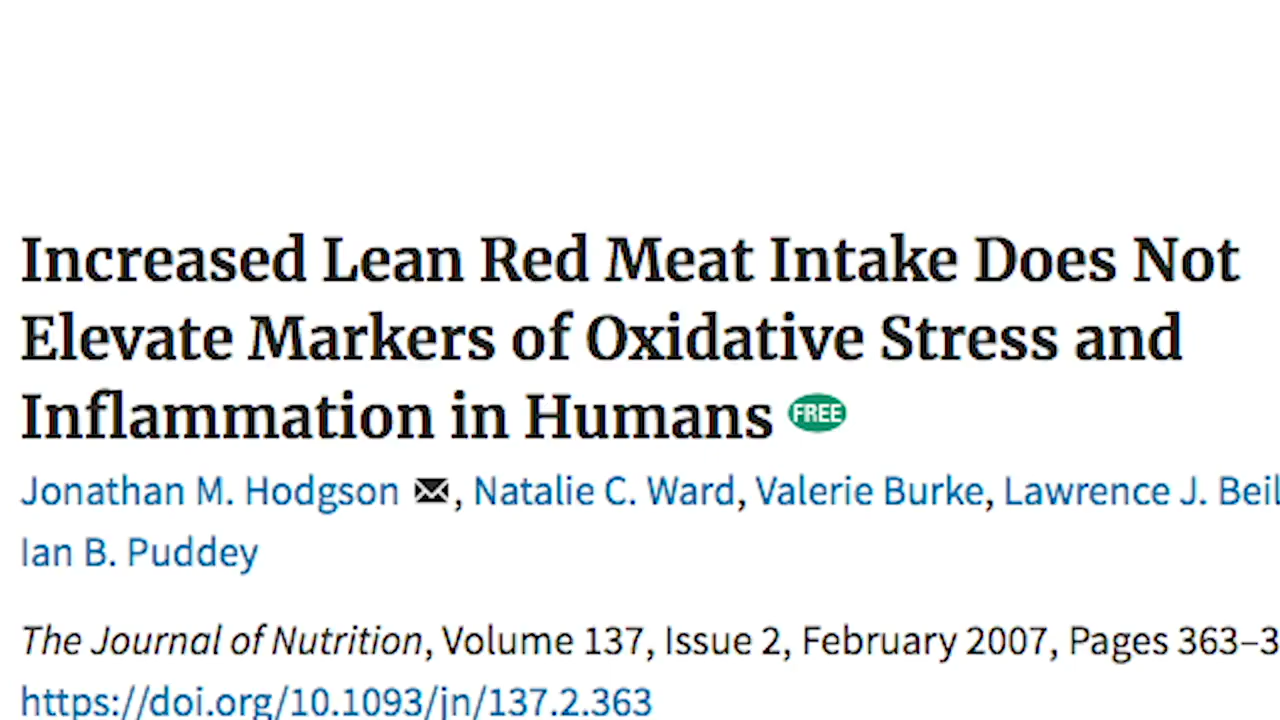 Increased Lean Red Meat Intake Does Not
Elevate Markers of Oxidative Stress and
Inflammation in Humans FREE
Jonathan M. Hodgson , Natalie C. Ward, Valerie Burke, Lawrence J. Beil
Ian B. Puddey
The Journal of Nutrition, Volume 137, Issue 2, February 2007, Pages 363–3
https://doi.org/10.1093/jn/137.2.363